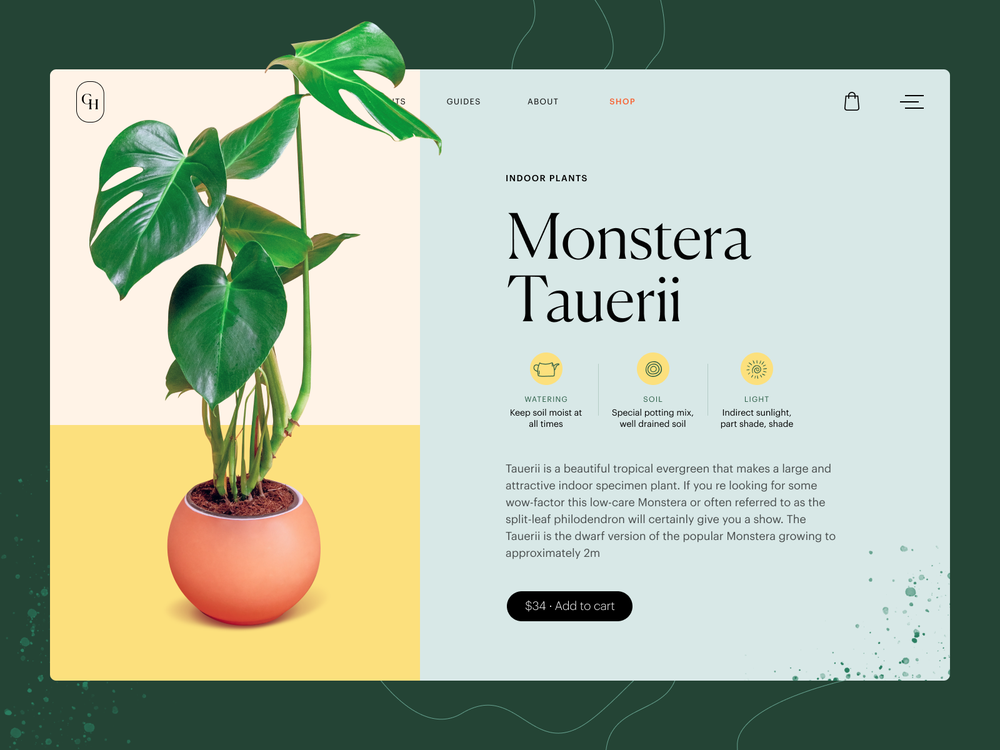 GH
GUIDES
ABOUT
SHOP
INDOOR PLANTS
Monstera
Tauerii
WATERING
Keep soil moist at
all times
SOIL
Special potting mix,
well drained soil
LIGHT
Indirect sunlight,
part shade, shade
Tauerii is a beautiful tropical evergreen that makes a large and
attractive indoor specimen plant. If you re looking for some
wow-factor this low-care Monstera or often referred to as the
split-leaf philodendron will certainly give you a show. The
Tauerii is the dwarf version of the popular Monstera growing to
approximately 2m
$34 · Add to cart